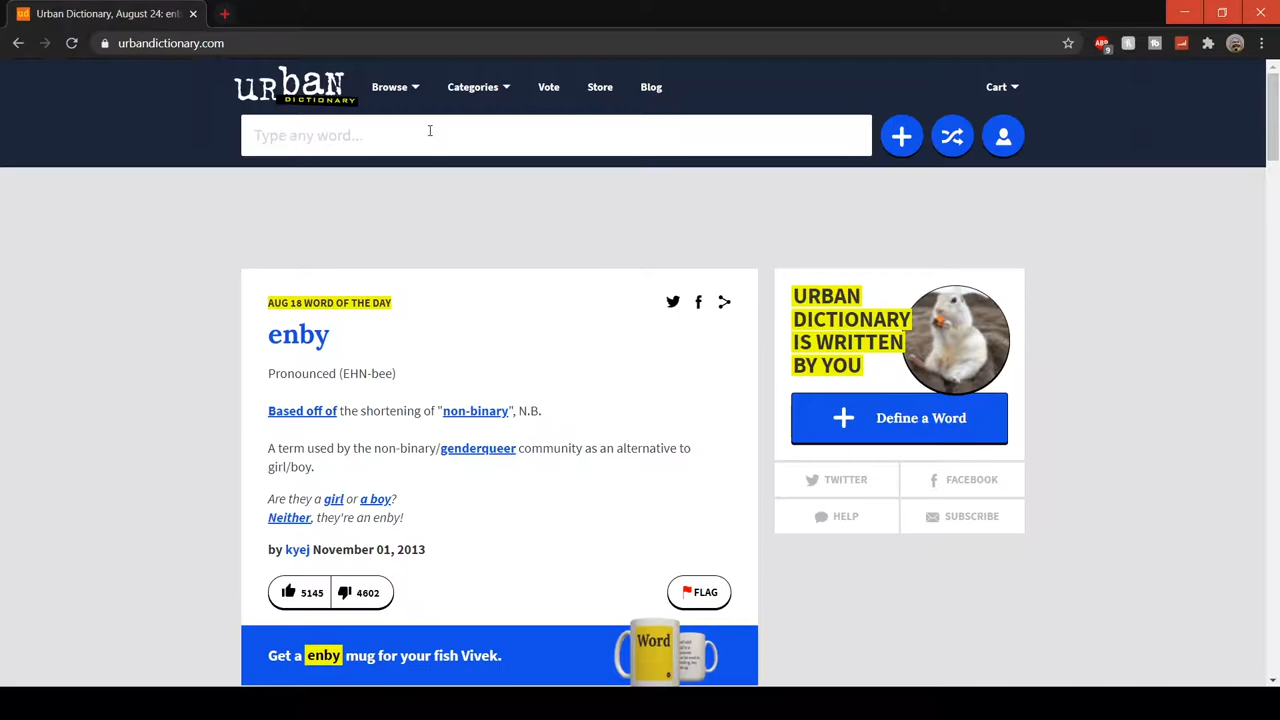 Urban Dictionary, August 24: enb
urbandictionary.com
9
urban
DICTIONARY
Browse
Categories
Vote
Store
Blog
Cart
Type any word...
AUG 18 WORD OF THE DAY
enby
Pronounced (EHN-bee)
Based off of the shortening of "non-binary", N.B.
A term used by the non-binary/genderqueer community as an alternative to
girl/boy.
Are they a girl or a boy?
Neither, they're an enby!
by kyej November 01, 2013
5145
4602
FLAG
Get a enby mug for your fish Vivek.
Word
URBAN
DICTIONARY
IS WRITTEN
BY YOU
Define a Word
TWITTER
FACEBOOK
HELP
SUBSCRIBE